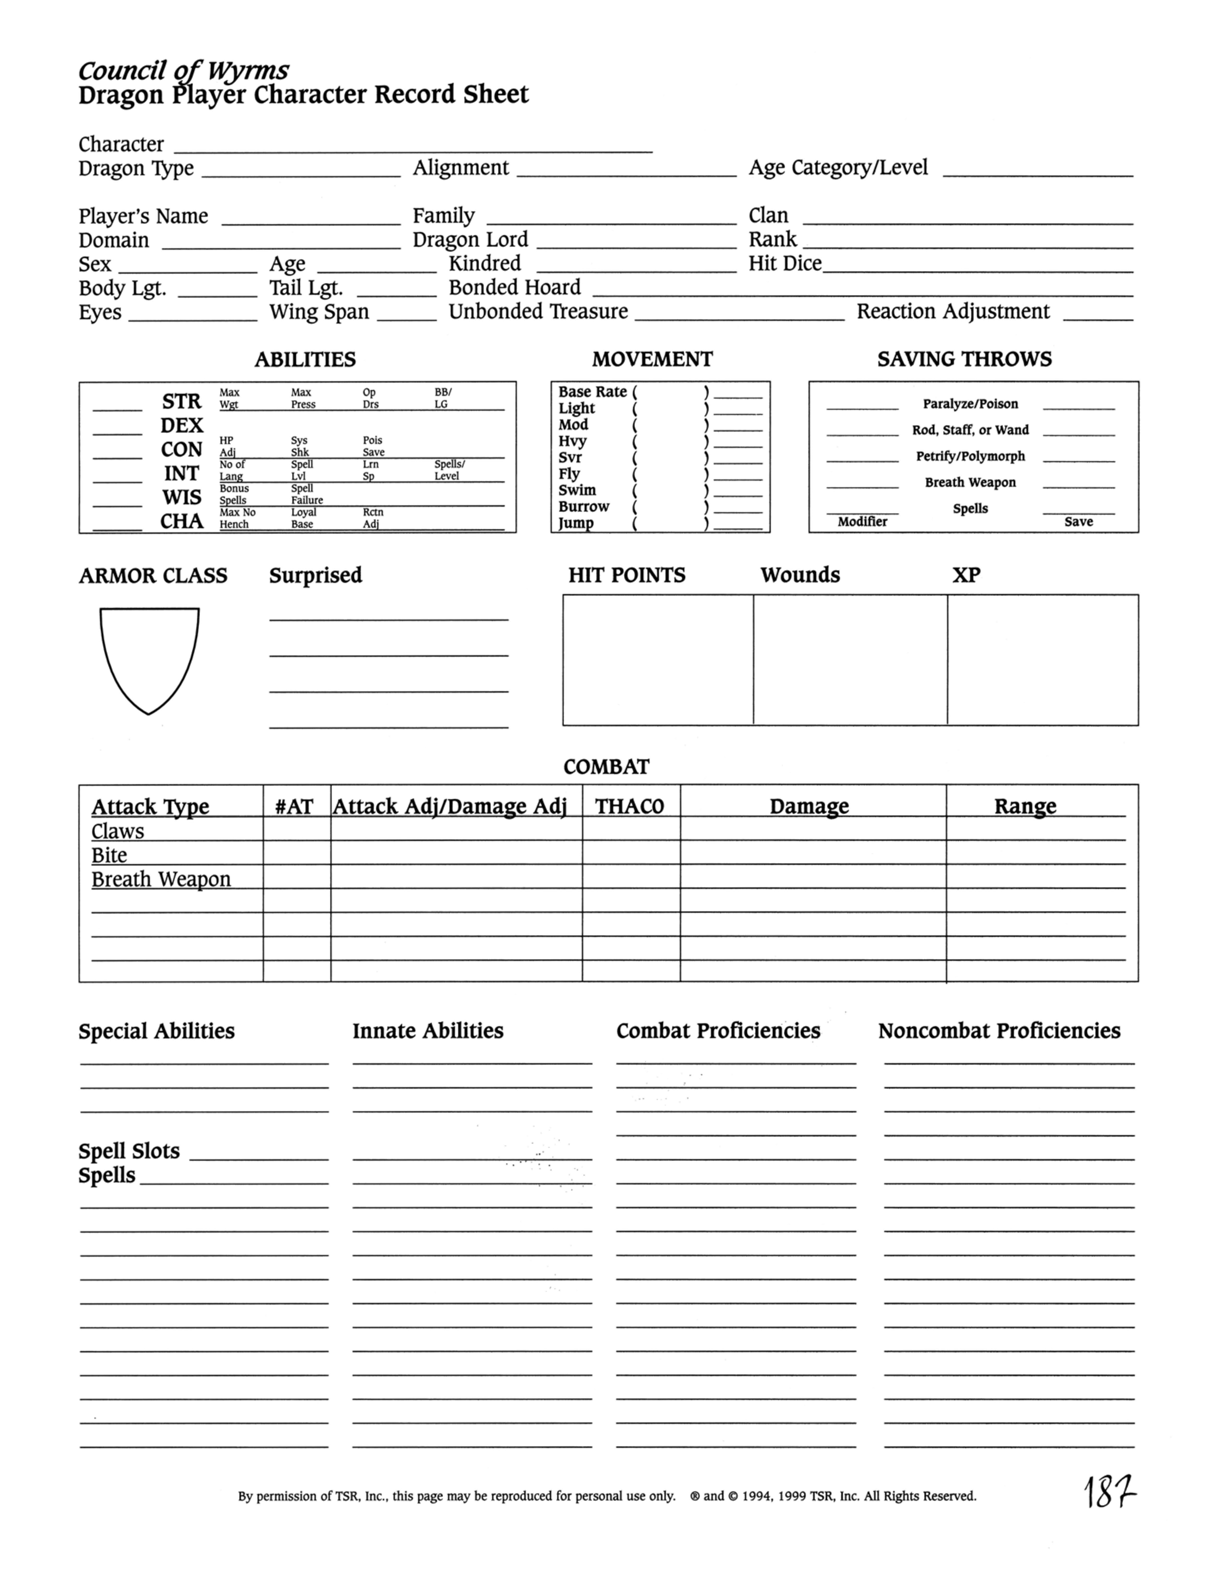 Council of Wyrms
Dragon Player Character Record Sheet
Character
Dragon Type Alignment Age Category/Level
Player's Name Family Clan
Domain Dragon Lord Rank
Sex Age Kindred Hit Dice
Body Lgt. Tail Lgt. Bonded Hoard
Eyes Wing Span Unbonded Treasure Reaction Adjustment
ABILITIES
STR Max Wgt Max Press Op Drs BB/ LG
DEX
CON HP Adj Sys Shk Pois Save
INT No of Lang Spell Lvl Lrn Sp Spells/ Level
WIS Bonus Spells Spell Failure
CHA Max No Hench Loyal Base Rctn Adj
MOVEMENT
Base Rate ( )
Light ( )
Mod ( )
Hvy ( )
Svr ( )
Fly ( )
Swim ( )
Burrow ( )
Jump ( )
SAVING THROWS
Paralyze/Poison
Rod, Staff, or Wand
Petrify/Polymorph
Breath Weapon
Spells
Modifier Save
ARMOR CLASS Surprised HIT POINTS Wounds XP
COMBAT
Attack Type #AT Attack Adj/Damage Adj THACO Damage Range
Claws
Bite
Breath Weapon
Special Abilities Innate Abilities Combat Proficiencies Noncombat Proficiencies
Spell Slots
Spells
By permission of TSR, Inc., this page may be reproduced for personal use only. ® and © 1994, 1999 TSR, Inc. All Rights Reserved.
187